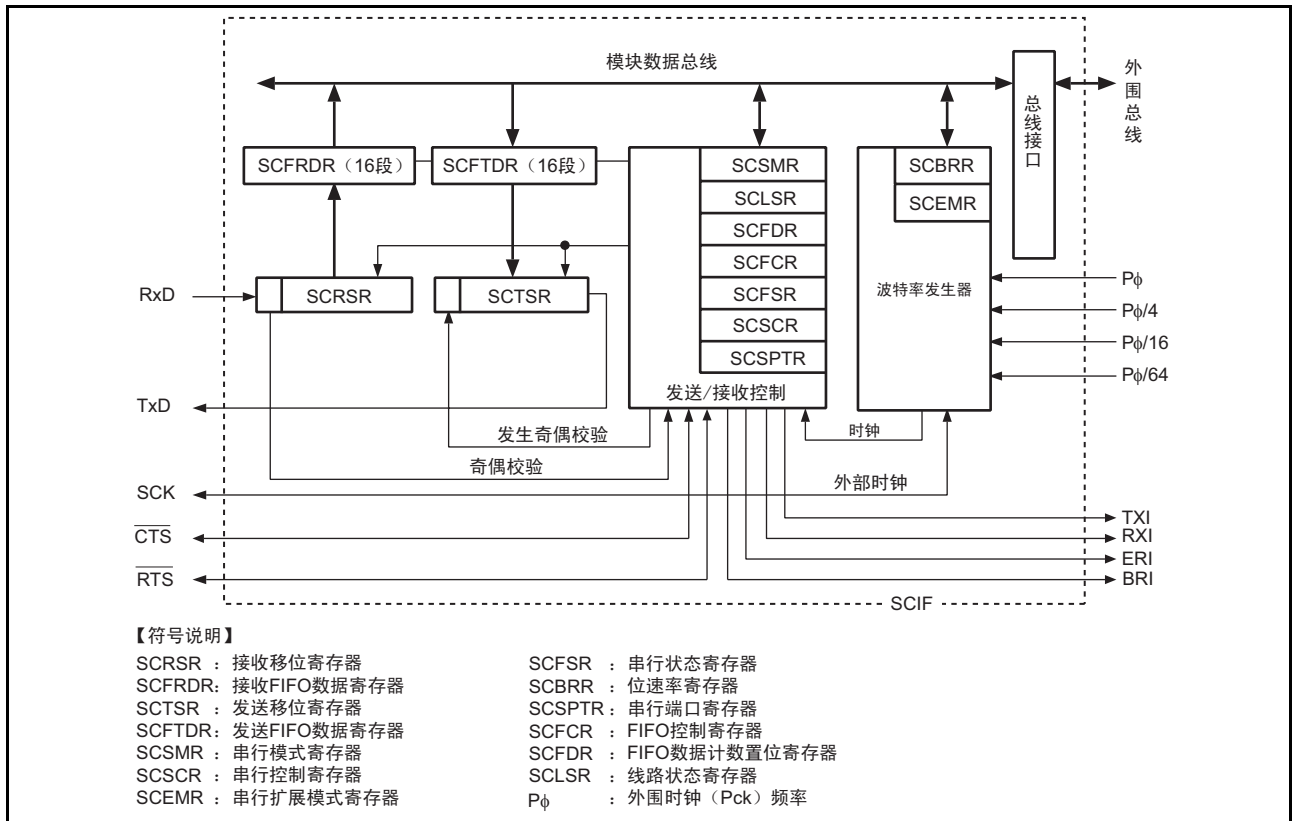 模块数据总线
外围总线
总线接口
SCFRDR（16段）
SCFTDR（16段）
SCSMR
SCLSR
SCFDR
SCFCR
SCFSR
SCSCR
SCSPTR
发送/接收控制
SCBRR
SCEMR
波特率发生器
RxD
SCRSR
SCTSR
Pϕ
Pϕ/4
Pϕ/16
Pϕ/64
TxD
发生奇偶校验
时钟
奇偶校验
外部时钟
SCK
CTS
RTS
TXI
RXI
ERI
BRI
SCIF
【符号说明】
SCRSR ：接收移位寄存器
SCFRDR：接收FIFO数据寄存器
SCTSR ：发送移位寄存器
SCFTDR：发送FIFO数据寄存器
SCSMR ：串行模式寄存器
SCSCR ：串行控制寄存器
SCEMR ：串行扩展模式寄存器
SCFSR ：串行状态寄存器
SCBRR ：位速率寄存器
SCSPTR：串行端口寄存器
SCFCR ：FIFO控制寄存器
SCFDR ：FIFO数据计数置位寄存器
SCLSR ：线路状态寄存器
Pϕ ：外围时钟（Pck）频率